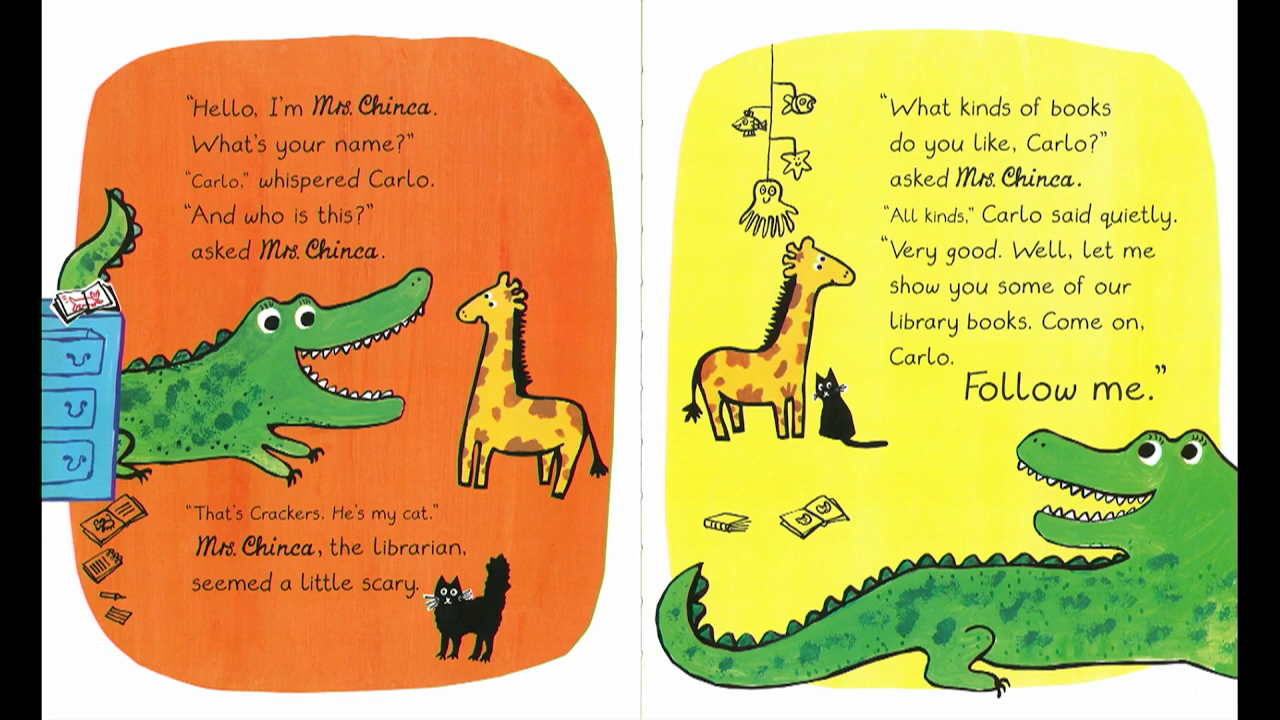 “Hello, I’m Mrs. Chinca.
What’s your name?”
“Carlo,” whispered Carlo.
“And who is this?”
asked Mrs. Chinca.
“That’s Crackers. He’s my cat.”
Mrs. Chinca, the librarian,
seemed a little scary.
“What kinds of books
do you like, Carlo?”
asked Mrs. Chinca.
“All kinds,” Carlo said quietly.
“Very good. Well, let me
show you some of our
library books. Come on,
Carlo.
Follow me.”